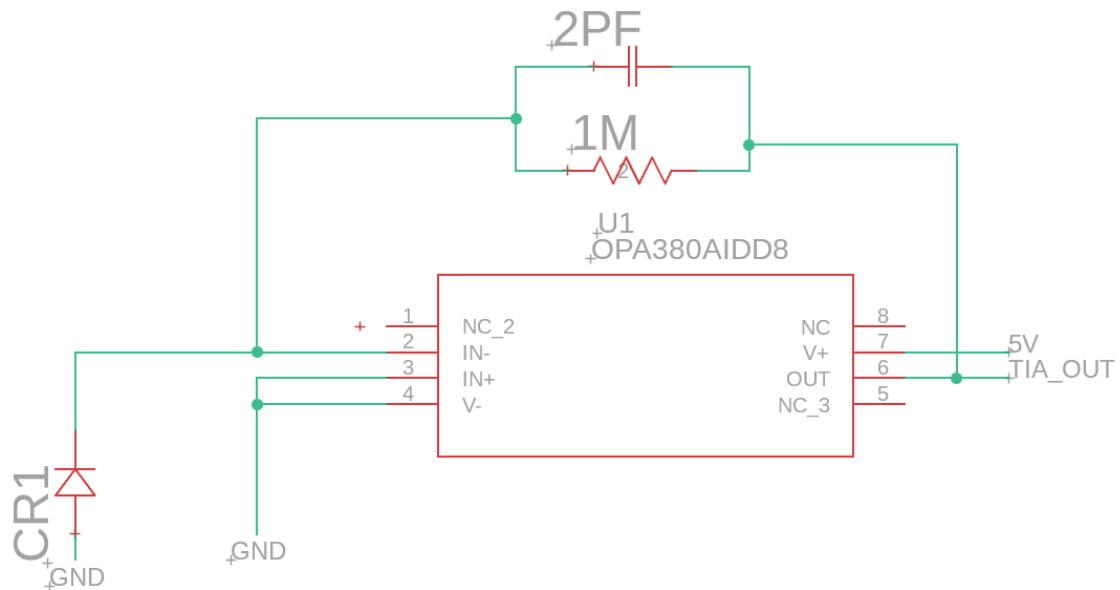 2PF
1M
2
U1
OPA380AIDD8
1 NC_2 NC 8
2 IN- V+ 7 5V
3 IN+ OUT 6 TIA_OUT
4 V- NC_3 5
CR1
GND
GND